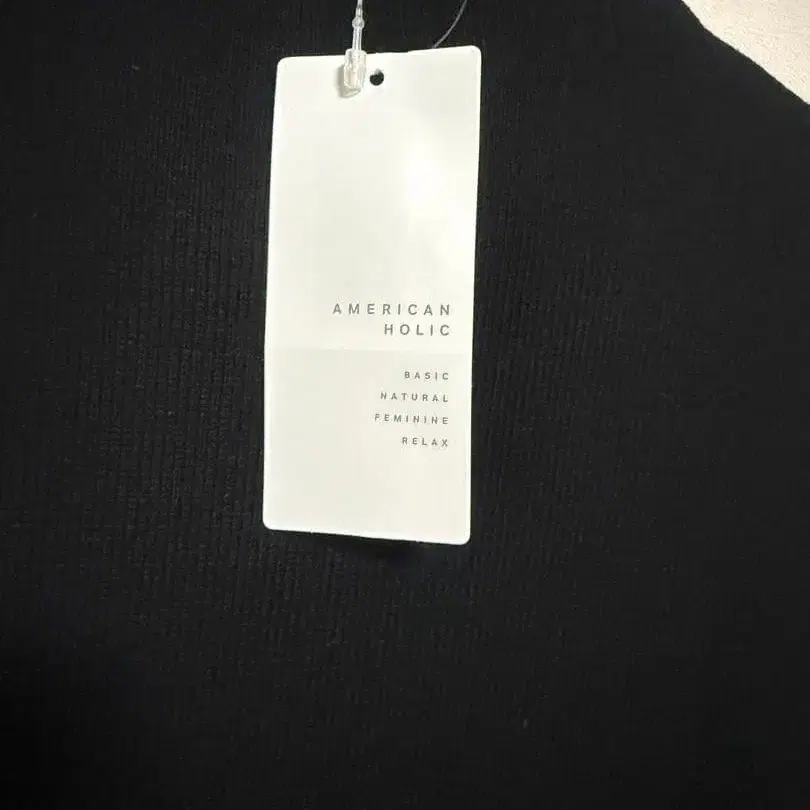 AMERICAN
HOLIC
BASIC
NATURAL
FEMININE
RELAX